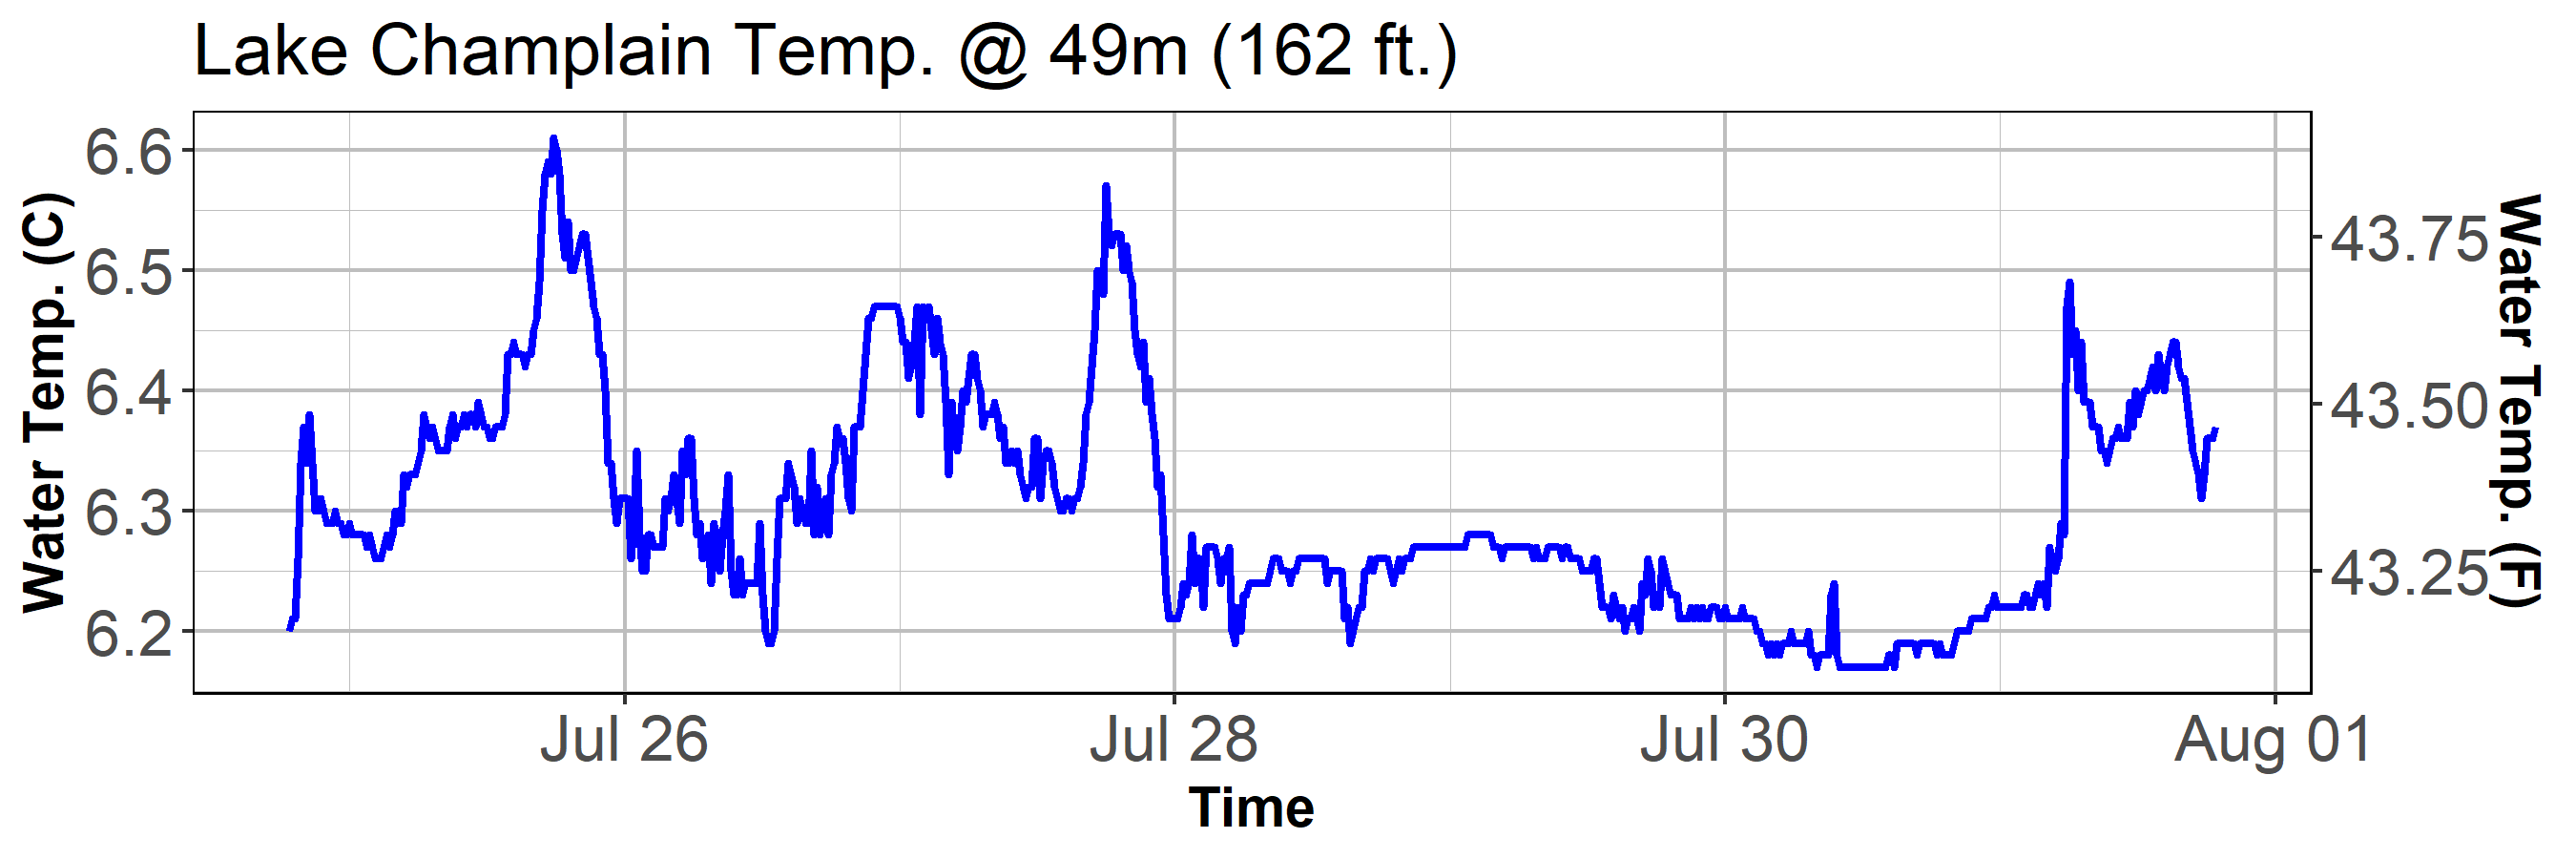 Lake Champlain Temp. @ 49m (162 ft.)
Water Temp. (C)
6.6
6.5
6.4
6.3
6.2
43.75
43.50
43.25
Water Temp. (F)
Jul 26
Jul 28
Jul 30
Aug 01
Time